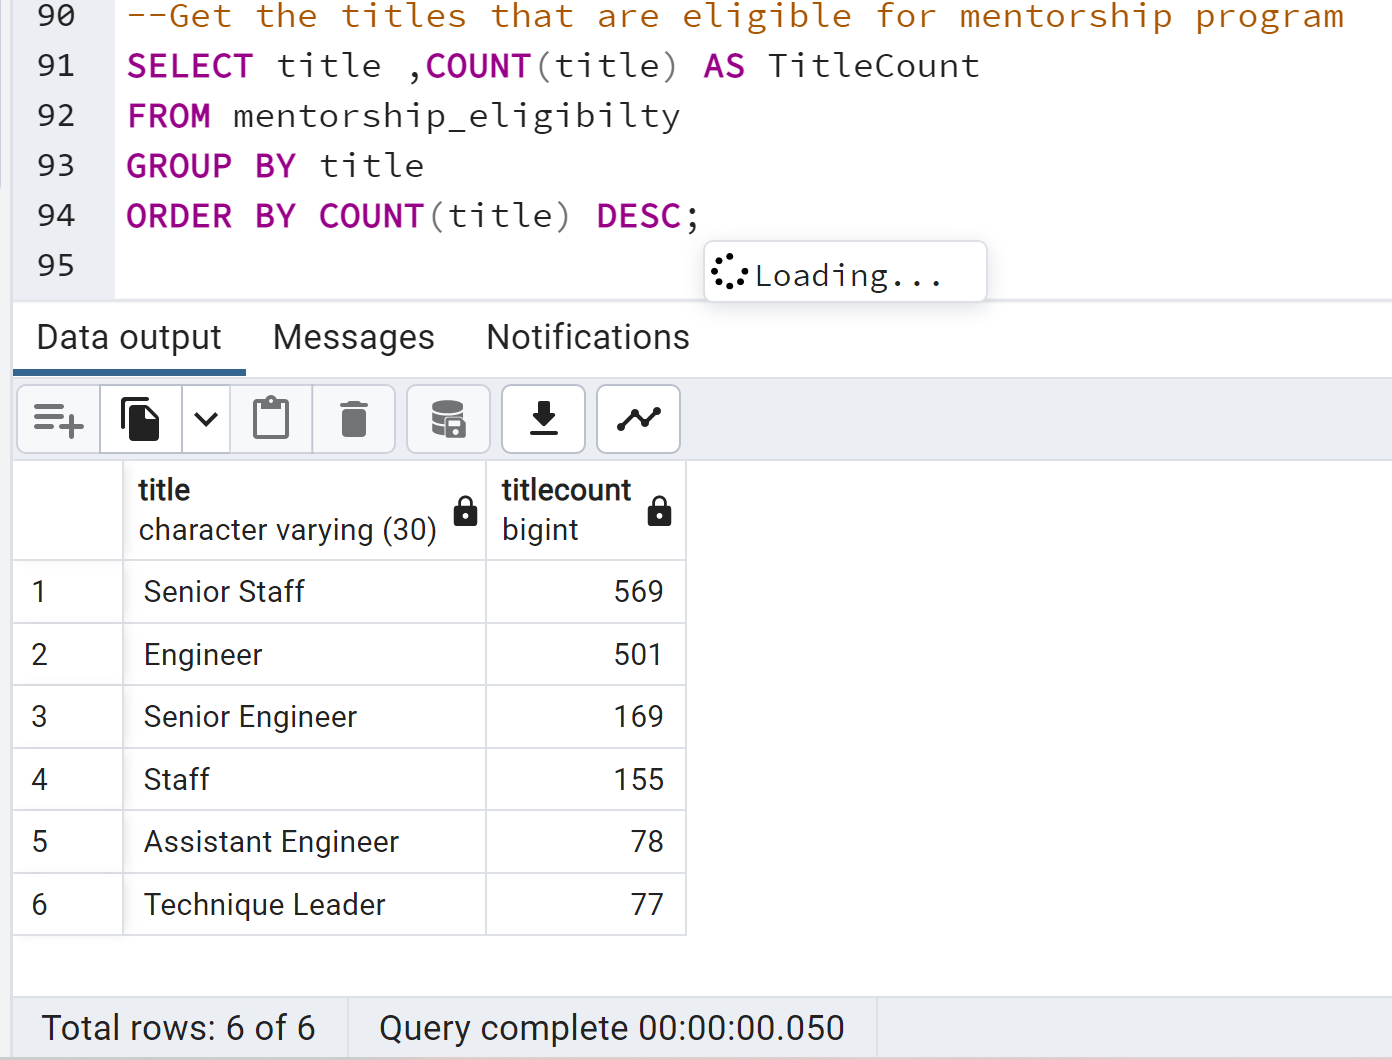 90 --Get the titles that are eligible for mentorship program
91 SELECT title ,COUNT(title) AS TitleCount
92 FROM mentorship_eligibilty
93 GROUP BY title
94 ORDER BY COUNT(title) DESC;
95
Loading...
Data output Messages Notifications
title titlecount
character varying (30) bigint
1 Senior Staff 569
2 Engineer 501
3 Senior Engineer 169
4 Staff 155
5 Assistant Engineer 78
6 Technique Leader 77
Total rows: 6 of 6 Query complete 00:00:00.050